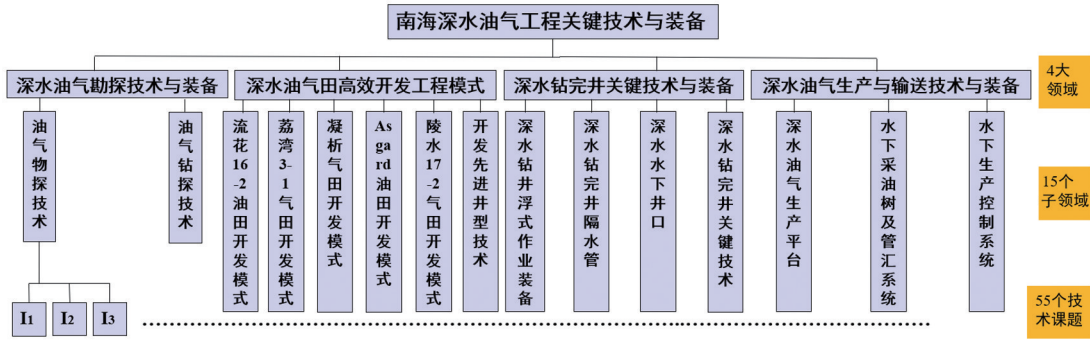 南海深水油气工程关键技术与装备
深水油气勘探技术与装备
深水油气田高效开发工程模式
深水钻完井关键技术与装备
深水油气生产与输送技术与装备
4大
领域
油气物探技术
油气钻探技术
流花16-2油田开发模式
荔湾3-1气田开发模式
凝析气田开发模式
Asgard油田开发模式
陵水17-2气田开发模式
开发先进井型技术
深水钻井浮式作业装备
深水钻完井隔水管
深水水下井口
深水钻完井关键技术
深水油气生产平台
水下采油树及管汇系统
水下生产控制系统
15个
子领域
I1
I2
I3
55个技
术课题